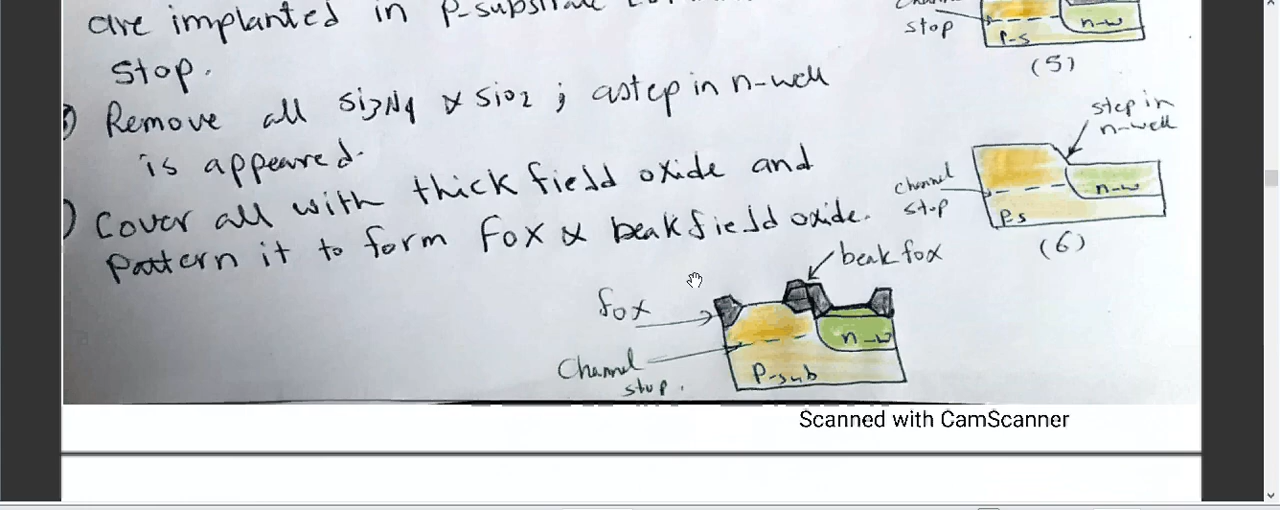 are implanted in P-substrate
stop.
Remove all Si3N4 & SiO2 ; astep in n-well
is appeared.
Cover all with thick field oxide and
Pattern it to form Fox & beak field oxide.
stop
P-s
n-w
(5)
step in
n-well
channel
stop
P-s
n-w
(6)
beak fox
fox
Channel
stop.
n-w
P-sub
Scanned with CamScanner